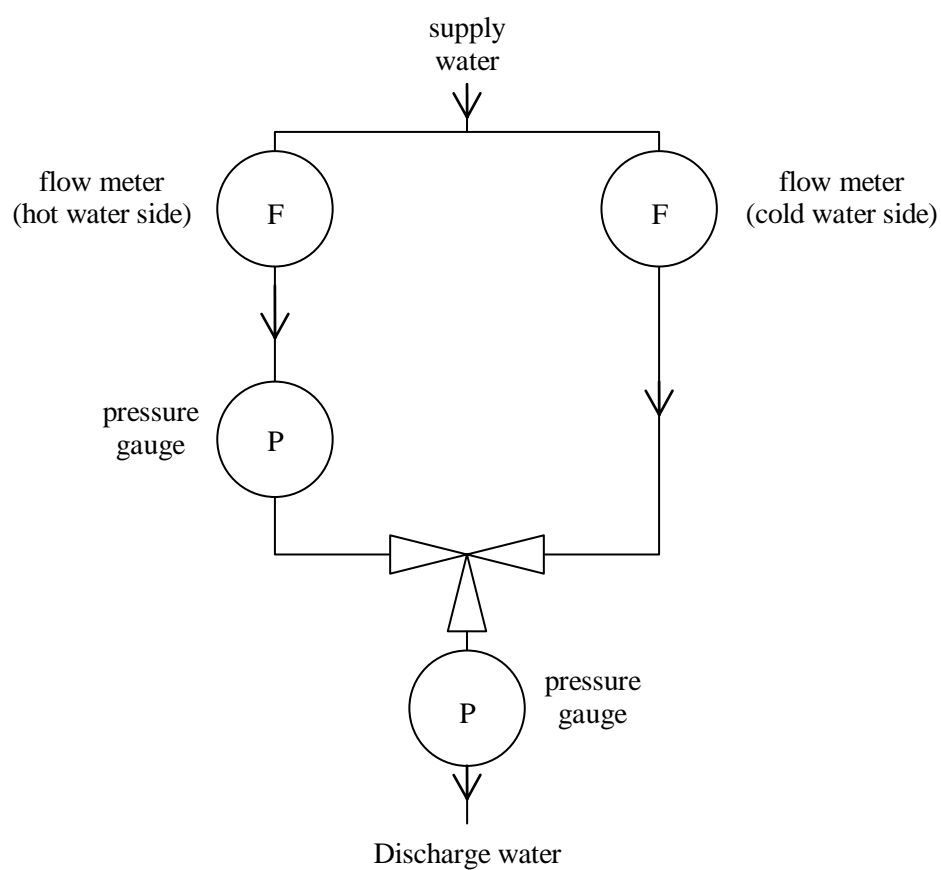 supply
water
flow meter
(hot water side)
F
F
flow meter
(cold water side)
pressure
gauge
P
P
pressure
gauge
Discharge water